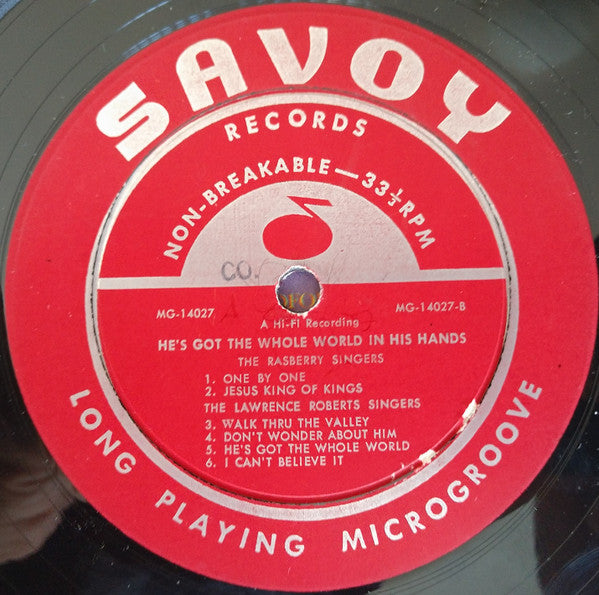 SAVOY
RECORDS
NON-BREAKABLE—33⅓RPM
CO.
MG-14027
MG-14027-B
A Hi-Fi Recording
HE'S GOT THE WHOLE WORLD IN HIS HANDS
THE RASBERRY SINGERS
1. ONE BY ONE
2. JESUS KING OF KINGS
THE LAWRENCE ROBERTS SINGERS
3. WALK THRU THE VALLEY
4. DON'T WONDER ABOUT HIM
5. HE'S GOT THE WHOLE WORLD
6. I CAN'T BELIEVE IT
LONG PLAYING MICROGROOVE